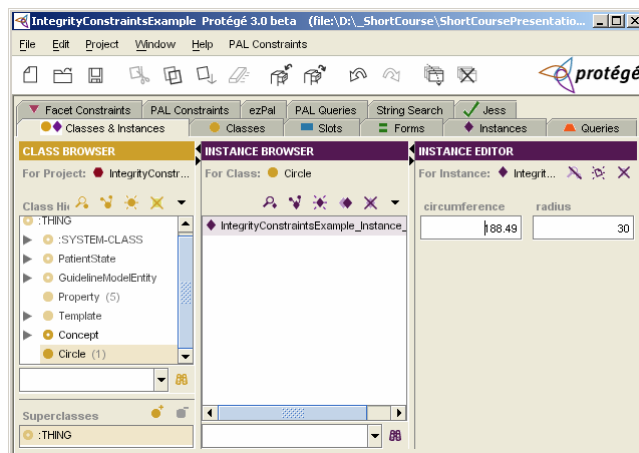 IntegrityConstraintsExample Protégé 3.0 beta (file:\D:\_ShortCourse\ShortCoursePresentatio...
File Edit Project Window Help PAL Constraints
protégé
Facet Constraints PAL Constraints ezPal PAL Queries String Search Jess
Classes & Instances Classes Slots Forms Instances Queries
CLASS BROWSER INSTANCE BROWSER INSTANCE EDITOR
For Project: IntegrityConstr... For Class: Circle For Instance: Integrit...
Class Hi
:THING
:SYSTEM-CLASS
PatientState
GuidelineModelEntity
Property (5)
Template
Concept
Circle (1)
IntegrityConstraintsExample_Instance_
circumference radius
188.49 30
Superclasses
:THING